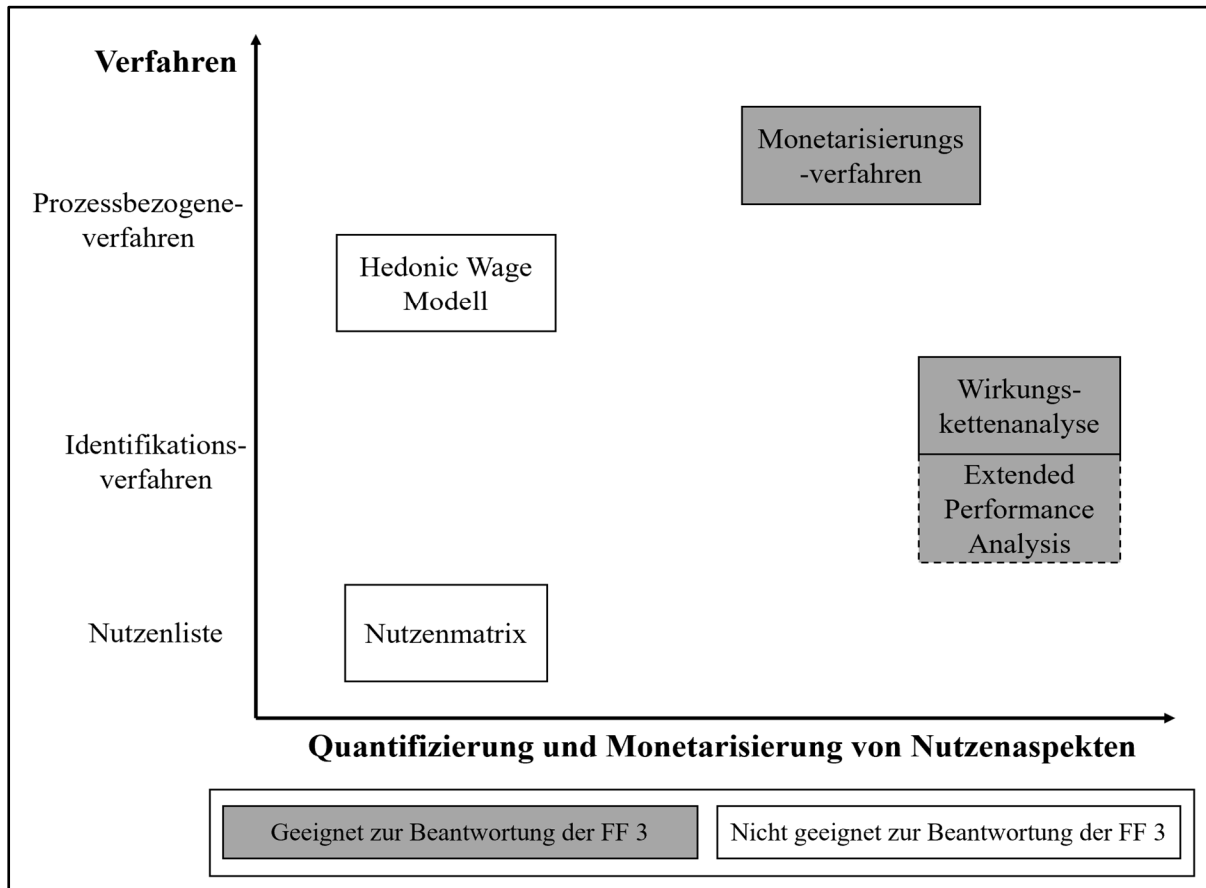 Verfahren
Monetarisierungs
-verfahren
Prozessbezogene-
verfahren
Hedonic Wage
Modell
Wirkungs-
kettenanalyse
Identifikations-
verfahren
Extended
Performance
Analysis
Nutzenliste
Nutzenmatrix
Quantifizierung und Monetarisierung von Nutzenaspekten
Geeignet zur Beantwortung der FF 3
Nicht geeignet zur Beantwortung der FF 3